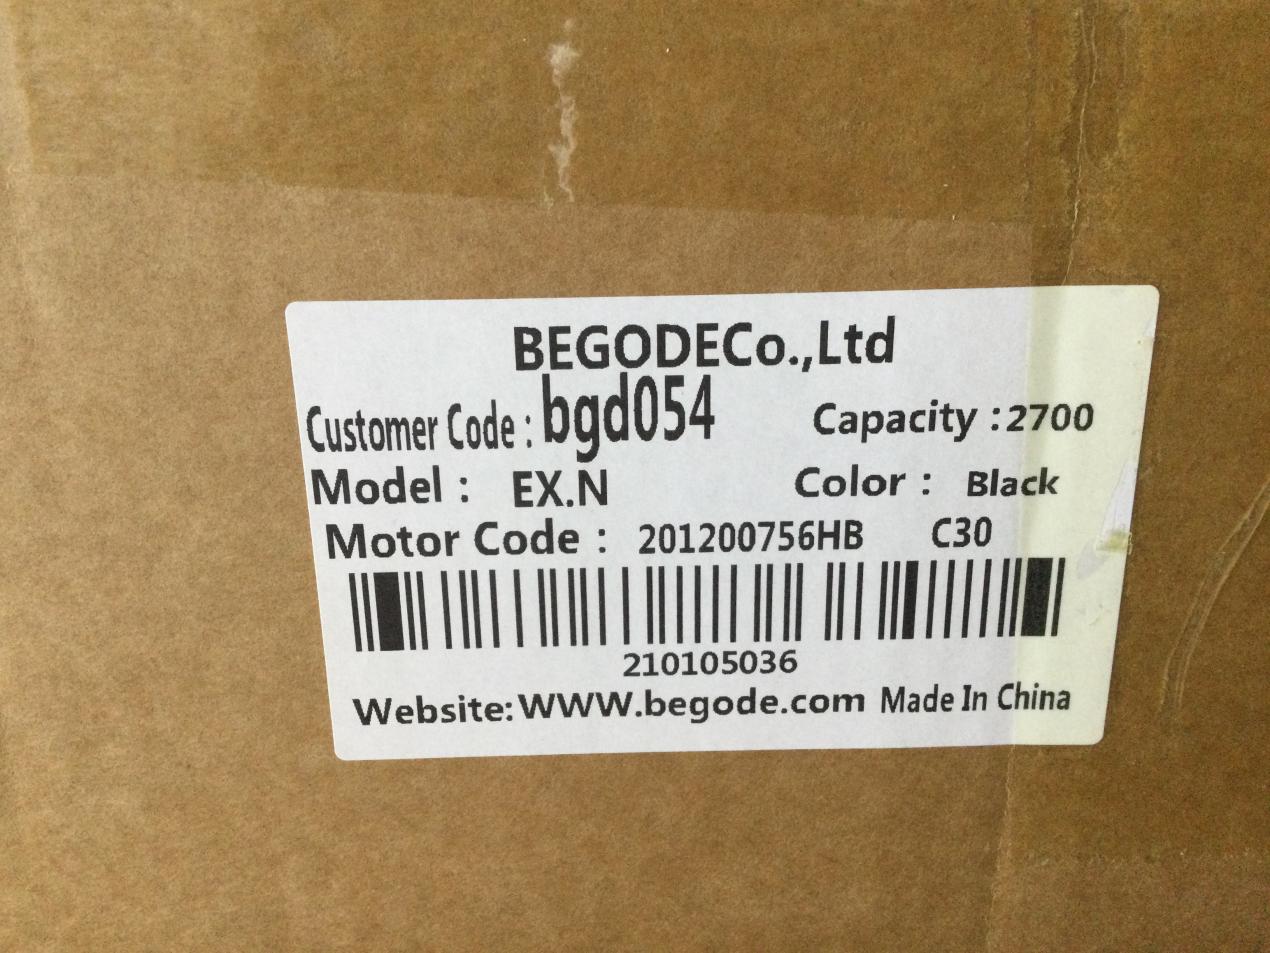 BEGODECo.,Ltd
Customer Code : bgd054 Capacity : 2700
Model : EX.N Color : Black
Motor Code : 201200756HB C30
210105036
Website:WWW.begode.com Made In China